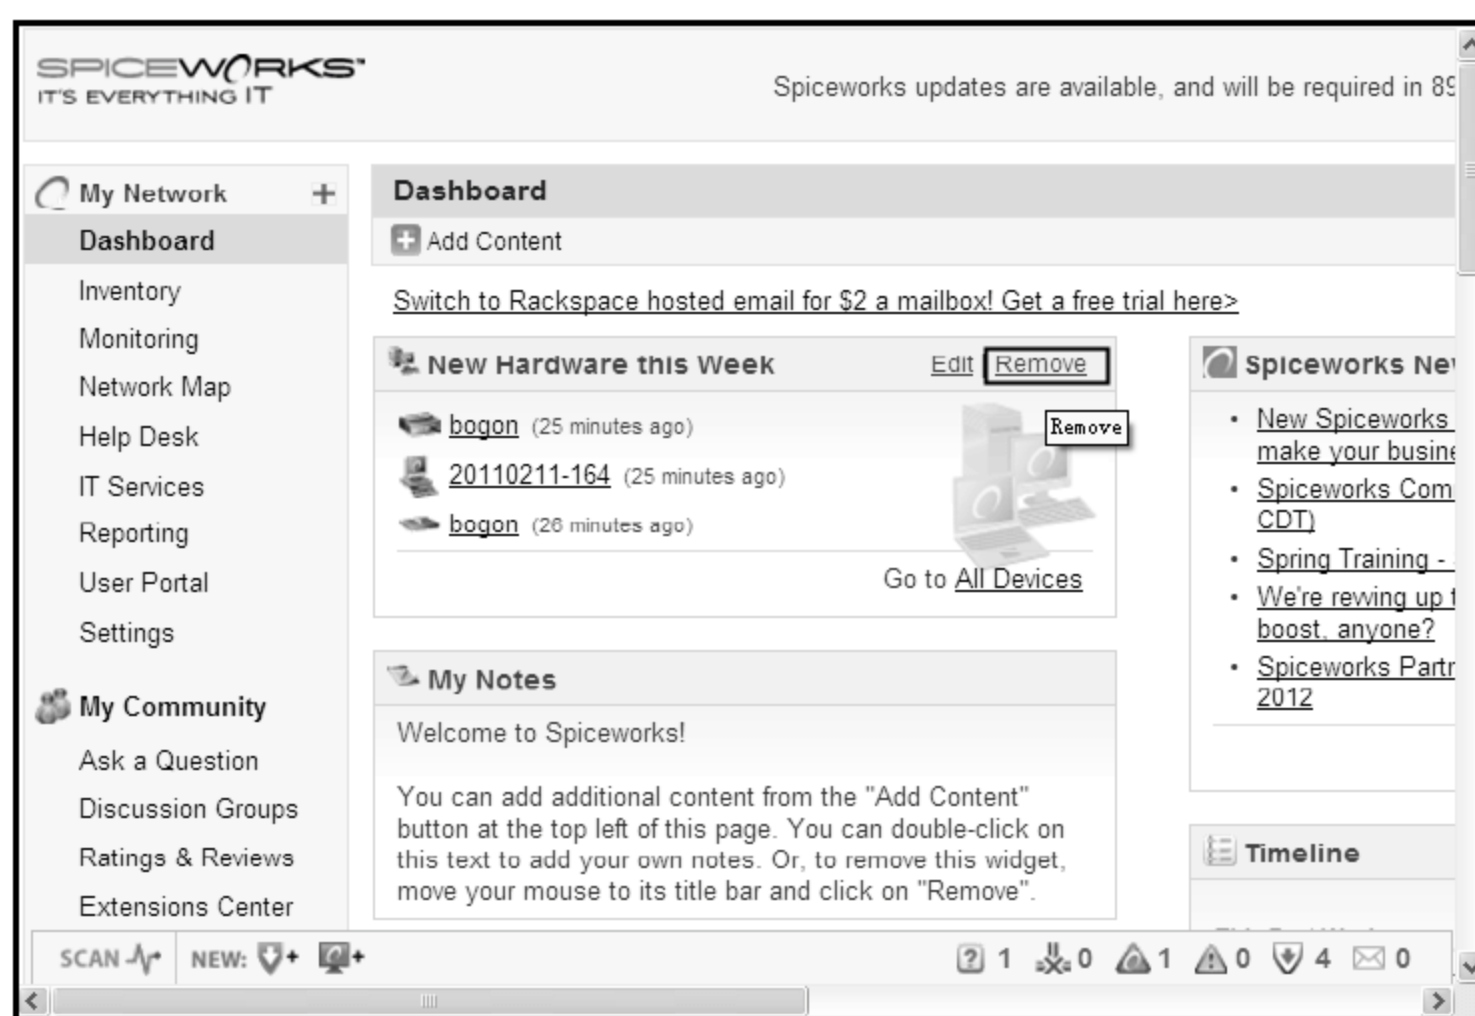 SPICEWORKS™
IT'S EVERYTHING IT
Spiceworks updates are available, and will be required in 89
My Network +
Dashboard
Inventory
Monitoring
Network Map
Help Desk
IT Services
Reporting
User Portal
Settings
My Community
Ask a Question
Discussion Groups
Ratings & Reviews
Extensions Center
Dashboard
Add Content
Switch to Rackspace hosted email for $2 a mailbox! Get a free trial here>
New Hardware this Week Edit Remove
Remove
bogon (25 minutes ago)
20110211-164 (25 minutes ago)
bogon (26 minutes ago)
Go to All Devices
My Notes
Welcome to Spiceworks!
You can add additional content from the "Add Content"
button at the top left of this page. You can double-click on
this text to add your own notes. Or, to remove this widget,
move your mouse to its title bar and click on "Remove".
Spiceworks Ne
• New Spiceworks
make your busine
• Spiceworks Com
CDT)
• Spring Training -
• We're revving up t
boost, anyone?
• Spiceworks Partr
2012
Timeline
SCAN NEW: + +
? 1 0 1 0 4 0